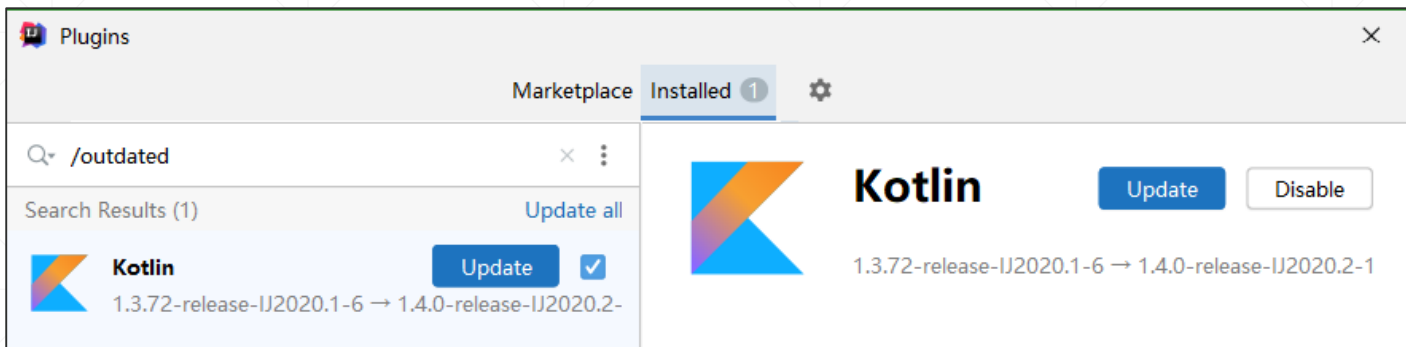 Plugins
Marketplace Installed 1
/outdated
Search Results (1) Update all
Kotlin Update
1.3.72-release-IJ2020.1-6 → 1.4.0-release-IJ2020.2-
Kotlin Update Disable
1.3.72-release-IJ2020.1-6 → 1.4.0-release-IJ2020.2-1